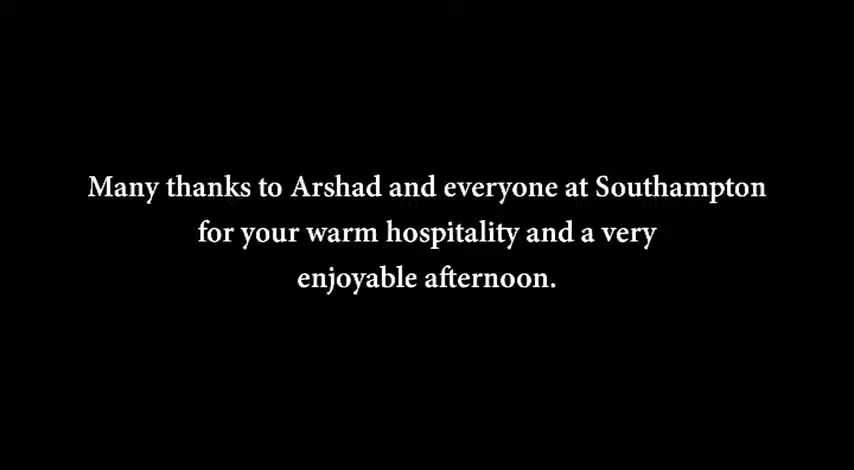 Many thanks to Arshad and everyone at Southampton
for your warm hospitality and a very
enjoyable afternoon.